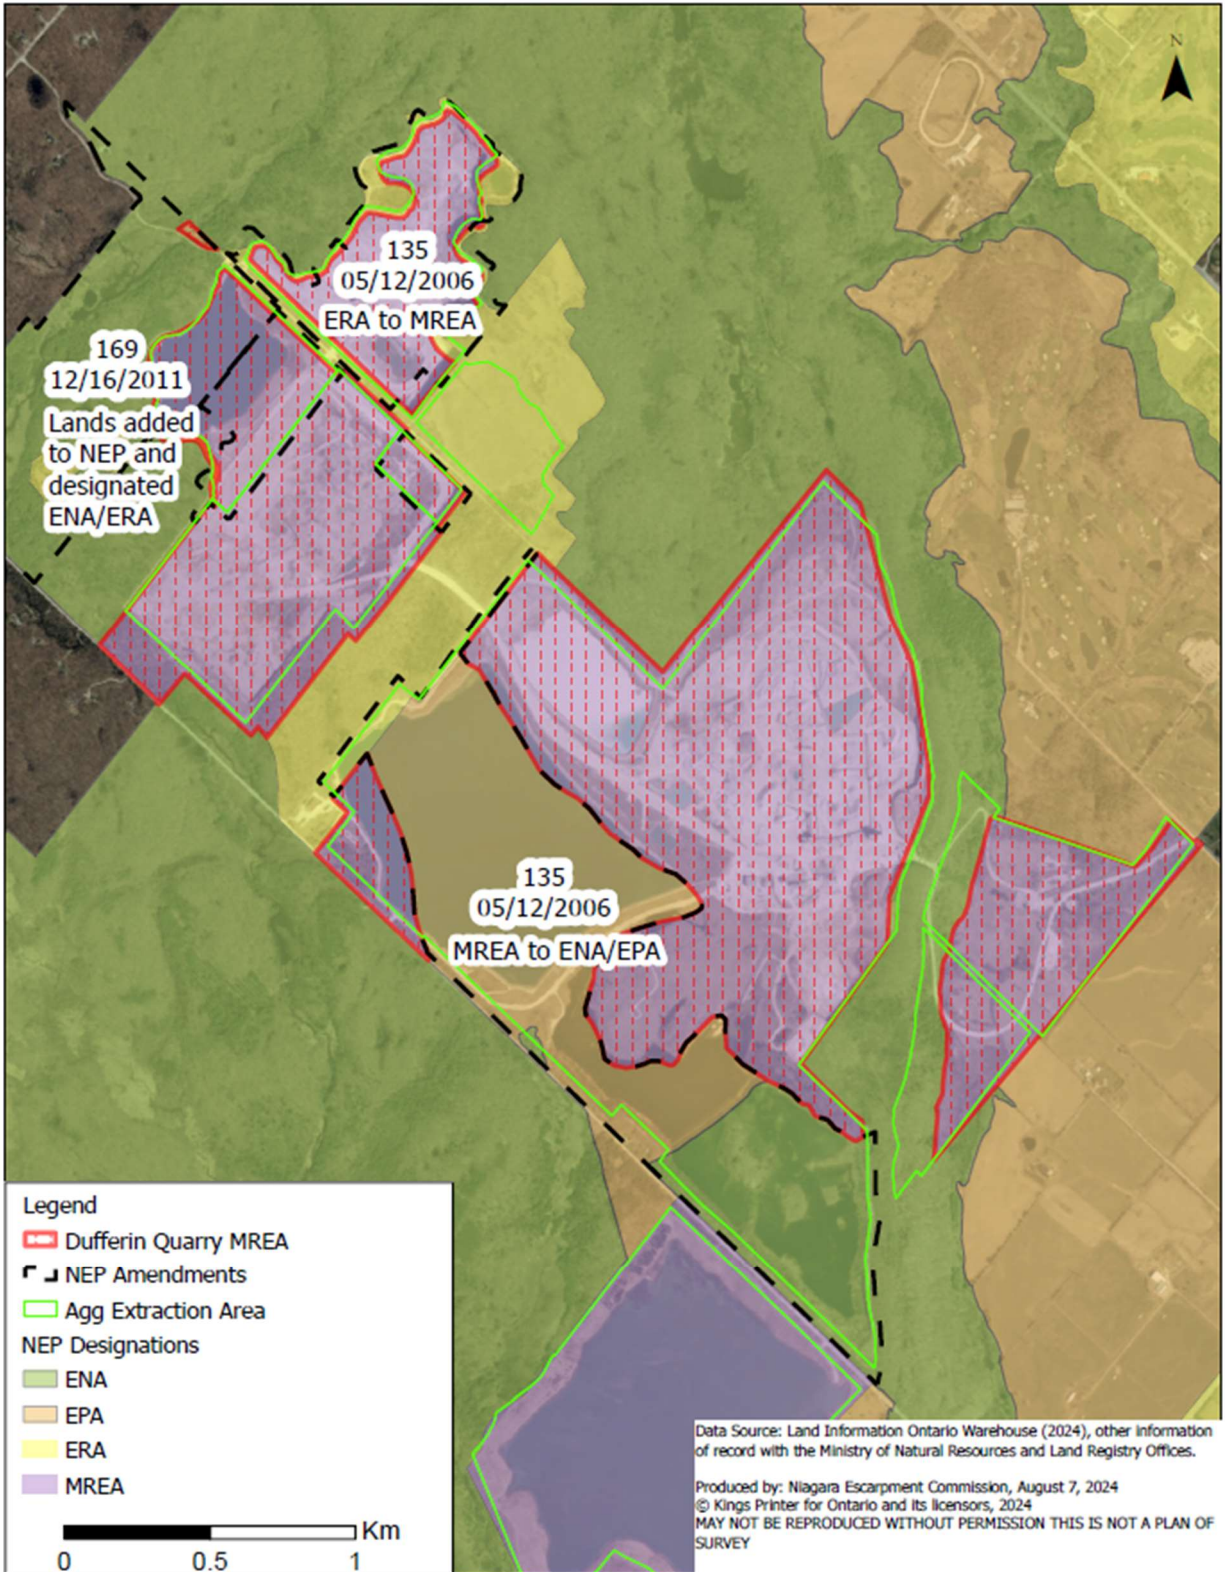 N
135
05/12/2006
ERA to MREA
169
12/16/2011
Lands added
to NEP and
designated
ENA/ERA
135
05/12/2006
MREA to ENA/EPA
Legend
Dufferin Quarry MREA
NEP Amendments
Agg Extraction Area
NEP Designations
ENA
EPA
ERA
MREA
Km
0 0.5 1
Data Source: Land Information Ontario Warehouse (2024), other information
of record with the Ministry of Natural Resources and Land Registry Offices.
Produced by: Niagara Escarpment Commission, August 7, 2024
© Kings Printer for Ontario and its licensors, 2024
MAY NOT BE REPRODUCED WITHOUT PERMISSION THIS IS NOT A PLAN OF
SURVEY